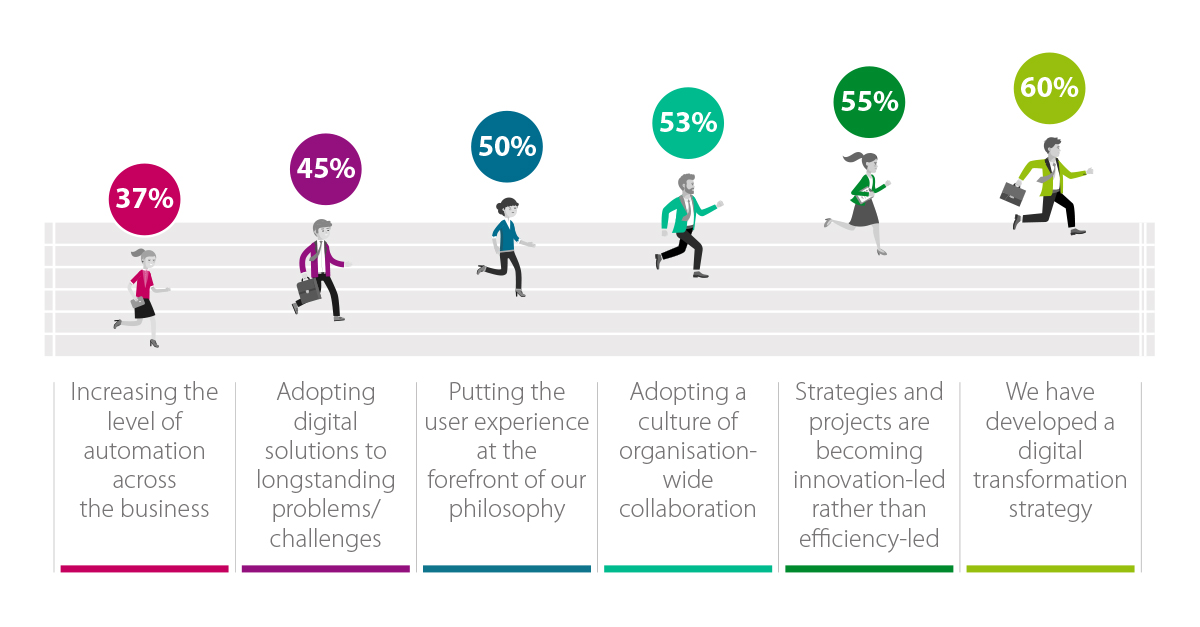 37%
45%
50%
53%
55%
60%
Increasing the
level of
automation
across
the business
Adopting
digital
solutions to
longstanding
problems/
challenges
Putting the
user experience
at the
forefront of our
philosophy
Adopting a
culture of
organisation-
wide
collaboration
Strategies and
projects are
becoming
innovation-led
rather than
efficiency-led
We have
developed a
digital
transformation
strategy